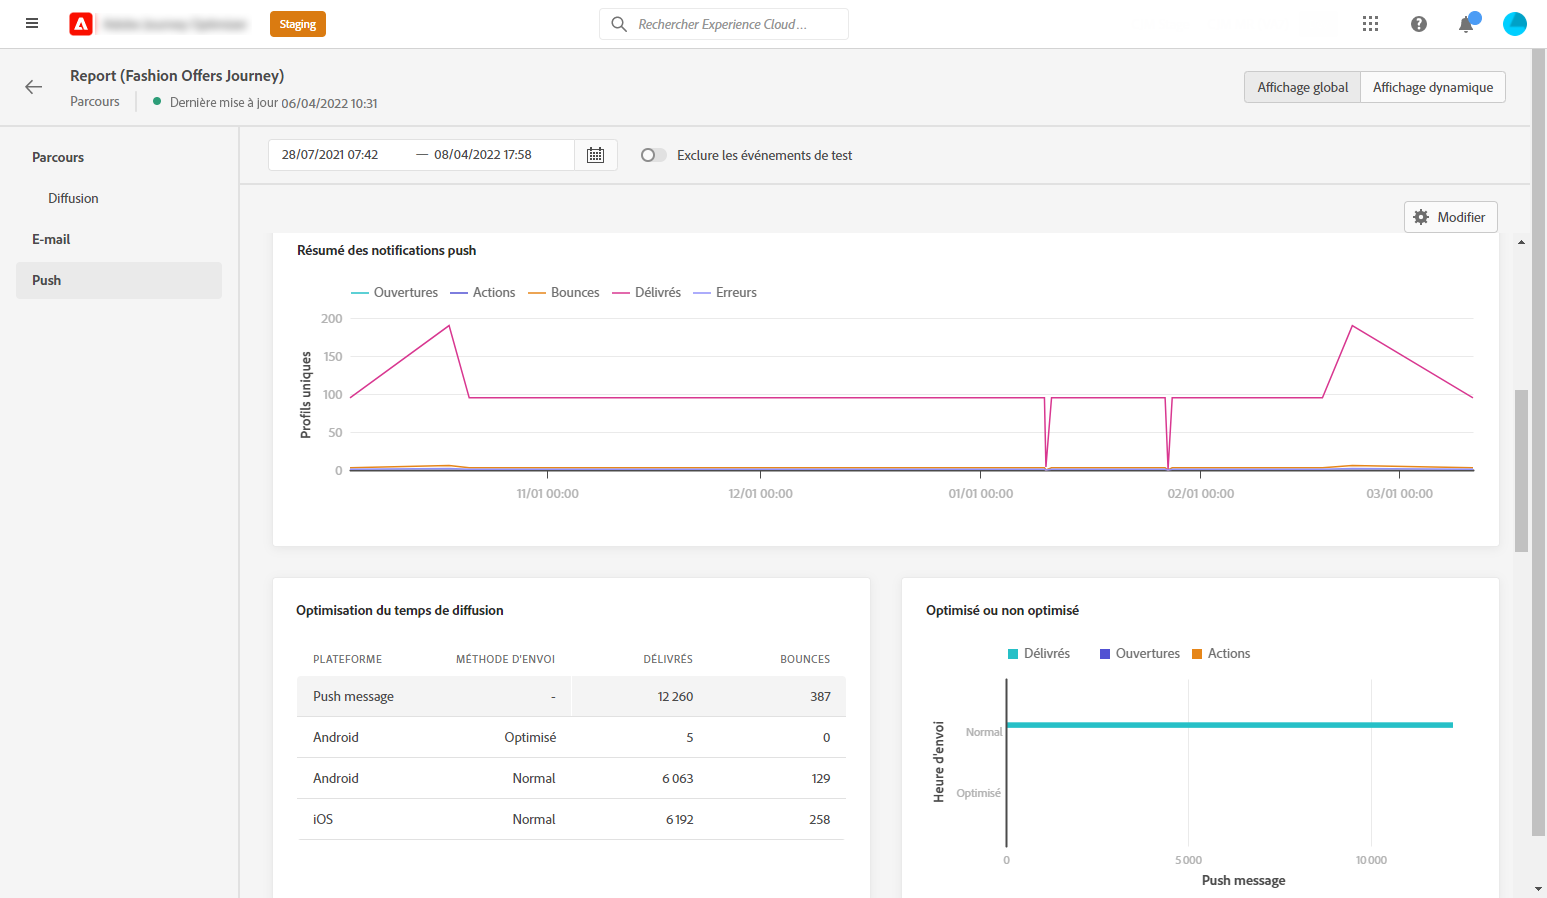 Staging
Rechercher Experience Cloud...
Report (Fashion Offers Journey)
Parcours
Dernière mise à jour 06/04/2022 10:31
Affichage global
Affichage dynamique
Parcours
Diffusion
E-mail
Push
28/07/2021 07:42 — 08/04/2022 17:58
Exclure les événements de test
Modifier
Résumé des notifications push
Ouvertures Actions Bounces Délivrés Erreurs
Profils uniques
200
150
100
50
0
11/01 00:00 12/01 00:00 01/01 00:00 02/01 00:00 03/01 00:00
Optimisation du temps de diffusion
PLATEFORME MÉTHODE D'ENVOI DÉLIVRÉS BOUNCES
Push message - 12 260 387
Android Optimisé 5 0
Android Normal 6 063 129
iOS Normal 6 192 258
Optimisé ou non optimisé
Délivrés Ouvertures Actions
Heure d'envoi
Normal
Optimisé
0 5 000 10 000
Push message